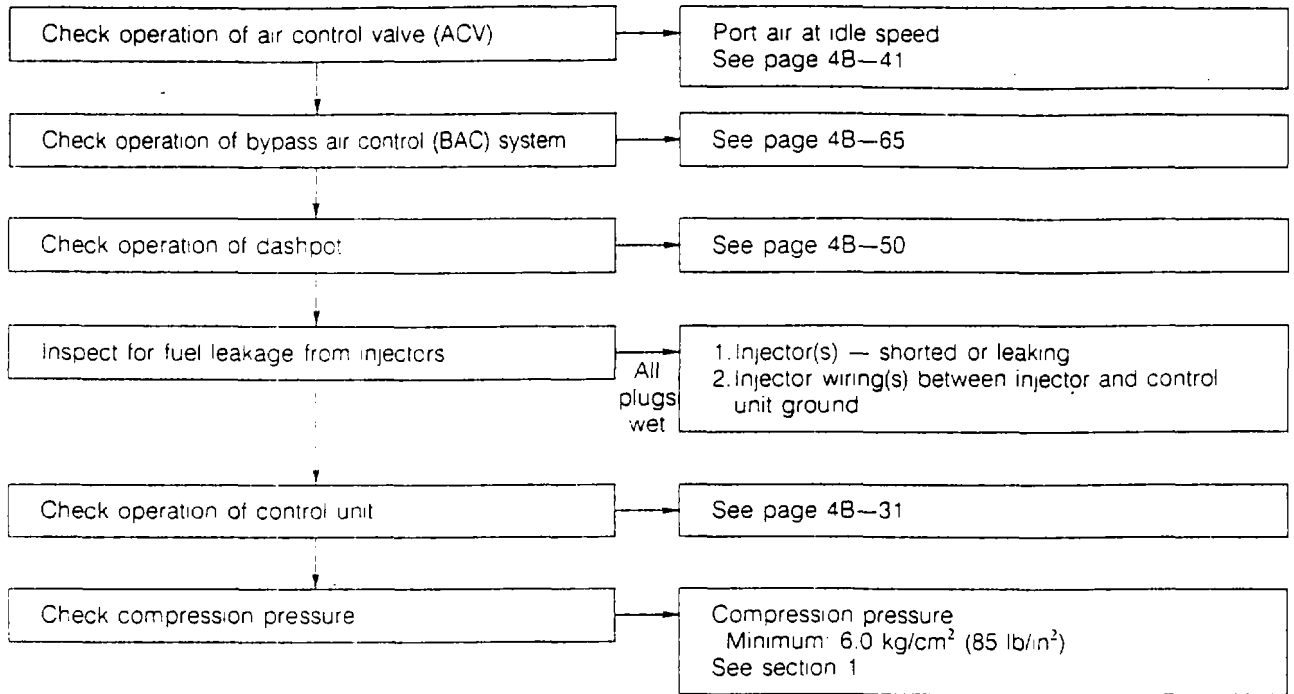 Check operation of air control valve (ACV)
Port air at idle speed
See page 4B—41
Check operation of bypass air control (BAC) system
See page 4B—65
Check operation of dashpot
See page 4B—50
Inspect for fuel leakage from injectors
All
plugs
wet
1. Injector(s) — shorted or leaking
2. Injector wiring(s) between injector and control
unit ground
Check operation of control unit
See page 4B—31
Check compression pressure
Compression pressure
Minimum: 6.0 kg/cm² (85 lb/in²)
See section 1